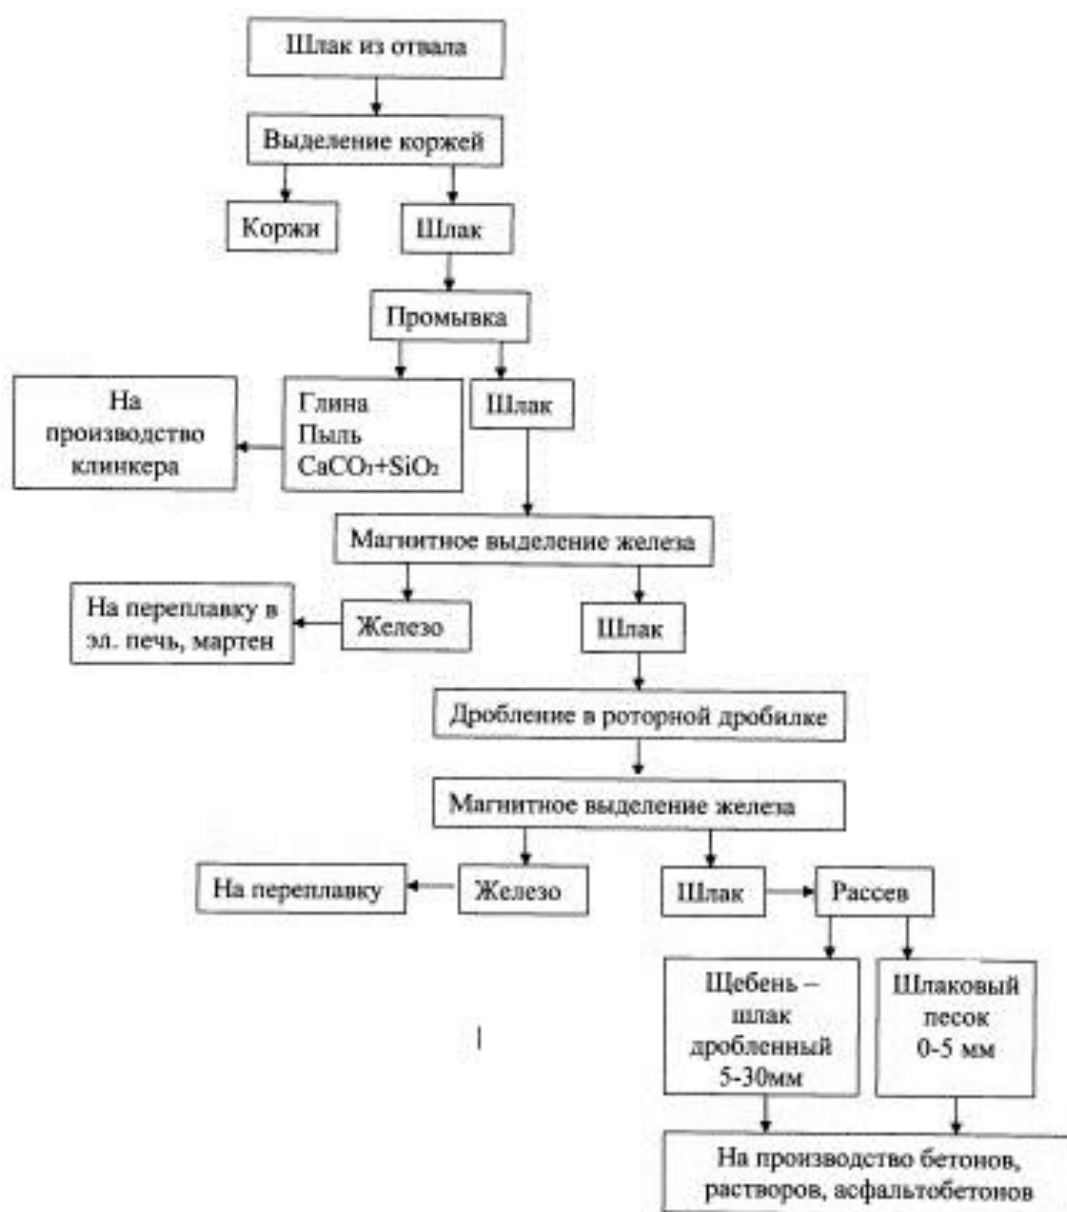 Шлак из отвала
Выделение коржей
Коржи
Шлак
Промывка
На
производство
клинкера
Глина
Пыль
CaCO₃+SiO₂
Шлак
Магнитное выделение железа
На переплавку в
эл. печь, мартен
Железо
Шлак
Дробление в роторной дробилке
Магнитное выделение железа
На переплавку
Железо
Шлак
Рассев
Щебень –
шлак
дробленный
5-30мм
Шлаковый
песок
0-5 мм
На производство бетонов,
растворов, асфальтобетонов